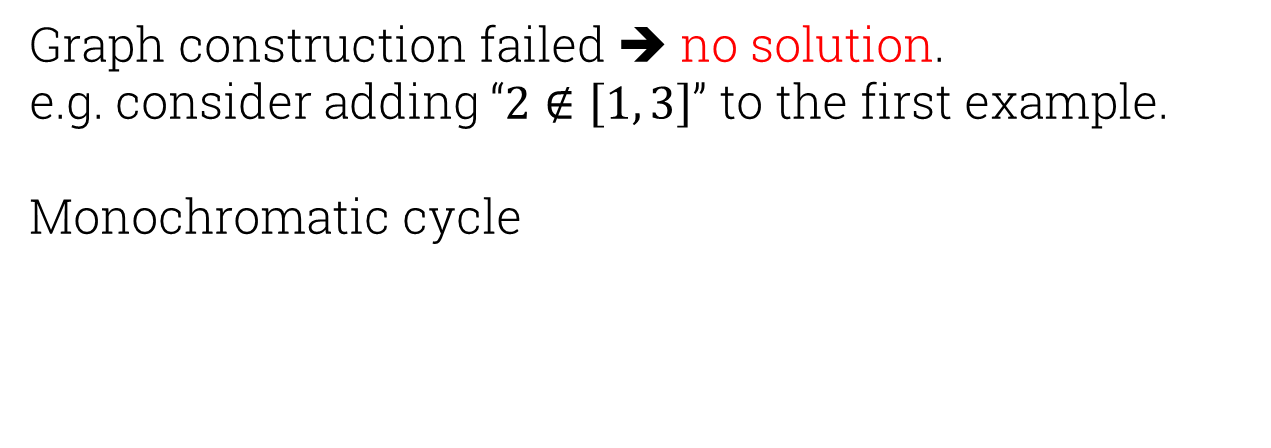 Graph construction failed ➔ no solution.
e.g. consider adding “2 ∉ [1, 3]” to the first example.
Monochromatic cycle